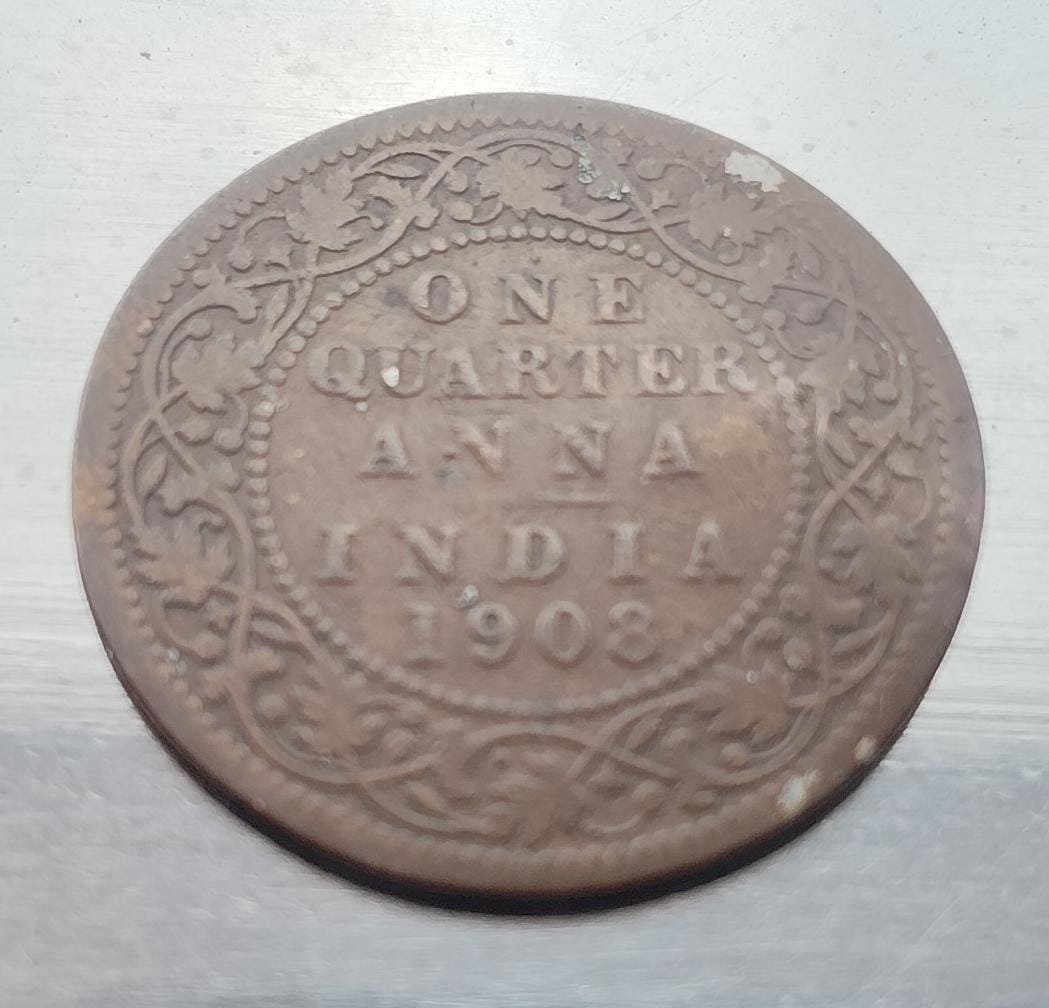 ONE
QUARTER
ANNA
INDIA
1908